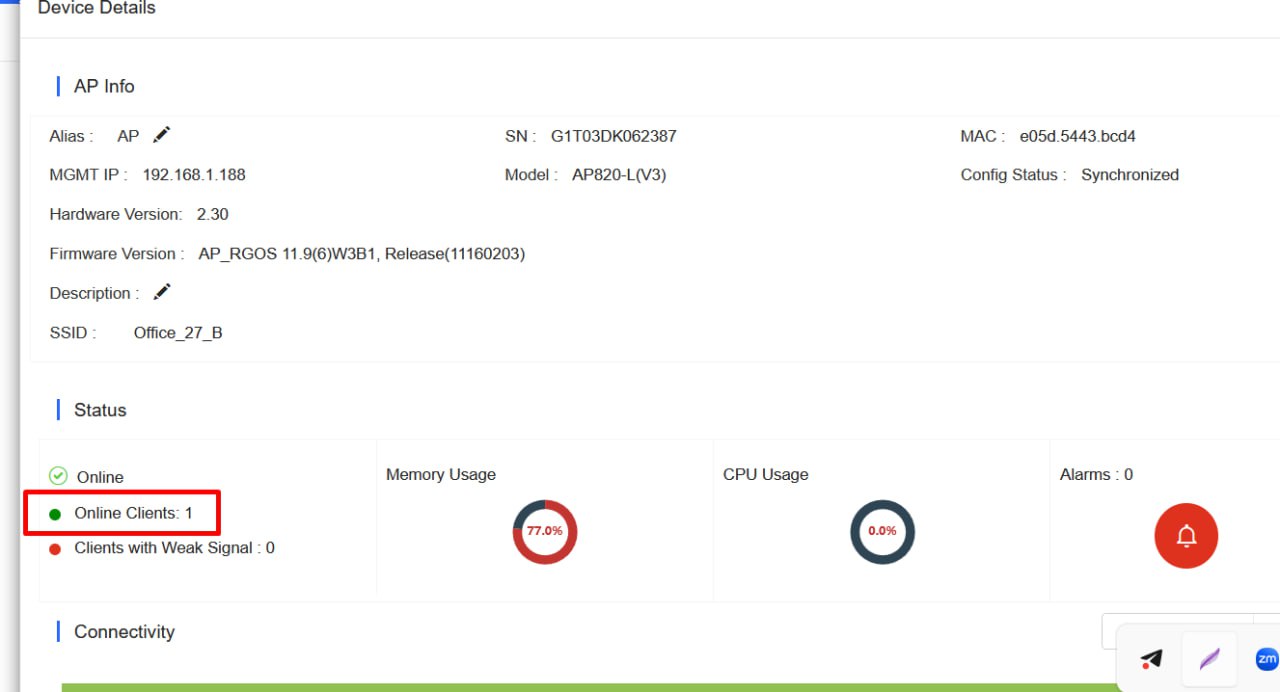 Device Details
AP Info
Alias : AP
SN : G1T03DK062387
MAC : e05d.5443.bcd4
MGMT IP : 192.168.1.188
Model : AP820-L(V3)
Config Status : Synchronized
Hardware Version: 2.30
Firmware Version : AP_RGOS 11.9(6)W3B1, Release(11160203)
Description :
SSID : Office_27_B
Status
Online
Online Clients: 1
Clients with Weak Signal : 0
Memory Usage
77.0%
CPU Usage
0.0%
Alarms : 0
Connectivity
zm